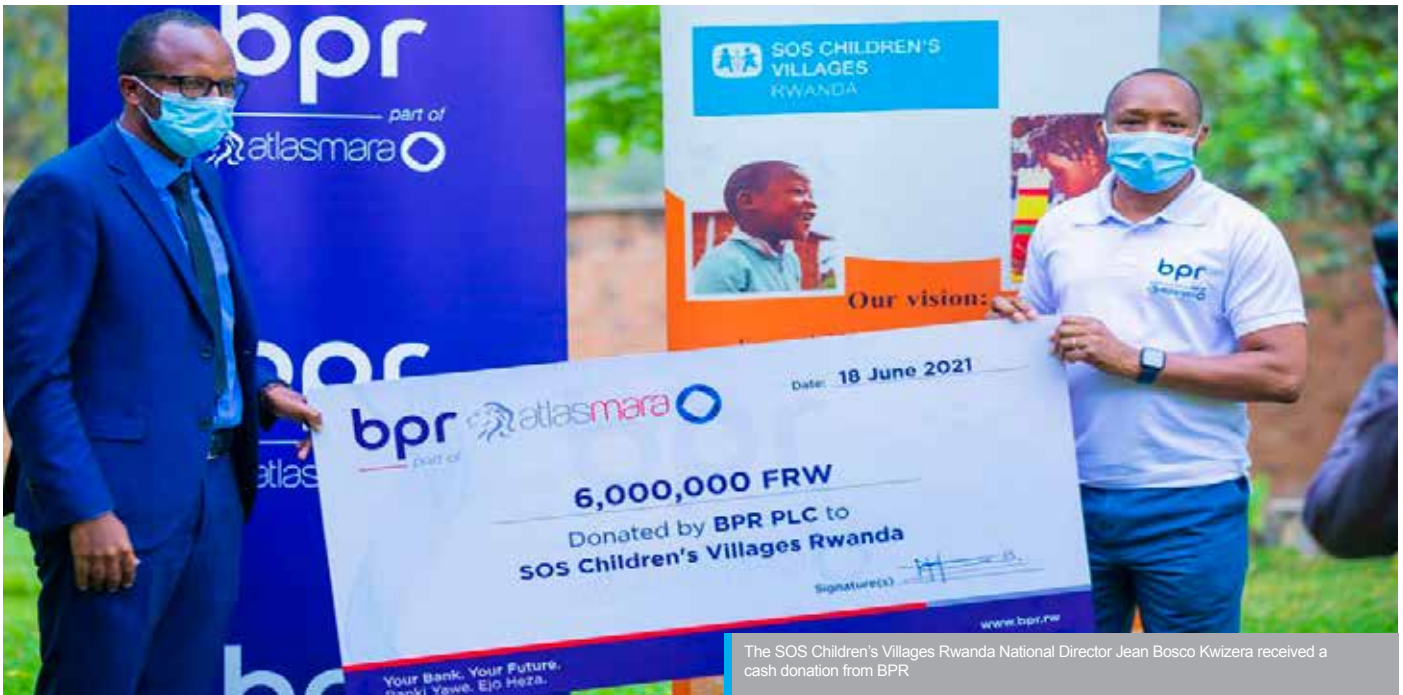 bpr
part of
atlasmara
SOS CHILDREN'S
VILLAGES
RWANDA
Our vision:
bpr
bpr
atlas
bpr atlasmara
part of
Date: 18 June 2021
6,000,000 FRW
Donated by BPR PLC to
SOS Children's Villages Rwanda
Signature(s)
www.bpr.rw
Your Bank. Your Future.
Banki Yawe. Ejo Heza.
The SOS Children's Villages Rwanda National Director Jean Bosco Kwizera received a
cash donation from BPR